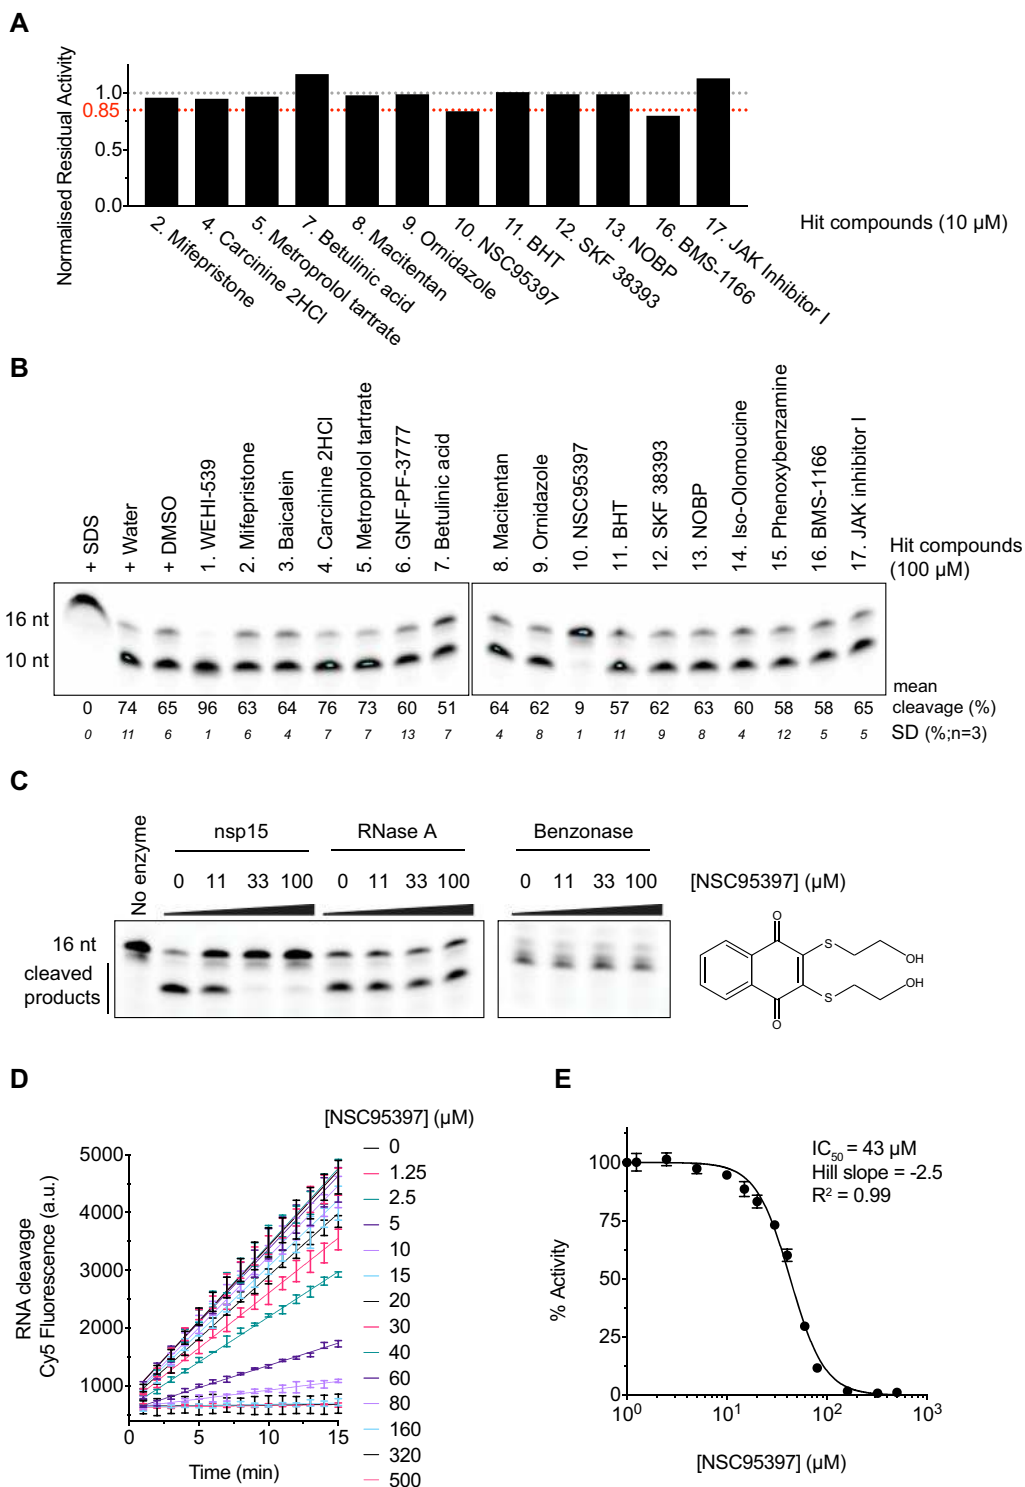 A
Normalised Residual Activity
1.0
0.85
0.5
0.0
2. Mifepristone
4. Carcinine 2HCl
5. Metroprolol tartrate
7. Betulinic acid
8. Macitentan
9. Ornidazole
10. NSC95397
11. BHT
12. SKF 38393
13. NOBP
16. BMS-1166
17. JAK Inhibitor I
Hit compounds (10 µM)
B
+ SDS
+ Water
+ DMSO
1. WEHI-539
2. Mifepristone
3. Baicalein
4. Carcinine 2HCl
5. Metroprolol tartrate
6. GNF-PF-3777
7. Betulinic acid
8. Macitentan
9. Ornidazole
10. NSC95397
11. BHT
12. SKF 38393
13. NOBP
14. Iso-Olomoucine
15. Phenoxybenzamine
16. BMS-1166
17. JAK inhibitor I
Hit compounds
(100 µM)
16 nt
10 nt
0 74 65 96 63 64 76 73 60 51 64 62 9 57 62 63 60 58 58 65 mean cleavage (%)
0 11 6 1 6 4 7 7 13 7 4 8 1 11 9 8 4 12 5 5 SD (%;n=3)
C
No enzyme
nsp15 RNase A Benzonase
0 11 33 100 0 11 33 100 0 11 33 100 [NSC95397] (µM)
16 nt
cleaved
products
O
S
OH
OH
S
O
D
[NSC95397] (µM)
0
1.25
2.5
5
10
15
20
30
40
60
80
160
320
500
RNA cleavage
Cy5 Fluorescence (a.u.)
5000
4000
3000
2000
1000
0 5 10 15
Time (min)
E
IC50 = 43 µM
Hill slope = -2.5
R² = 0.99
% Activity
100
75
50
25
0
10⁰ 10¹ 10² 10³
[NSC95397] (µM)